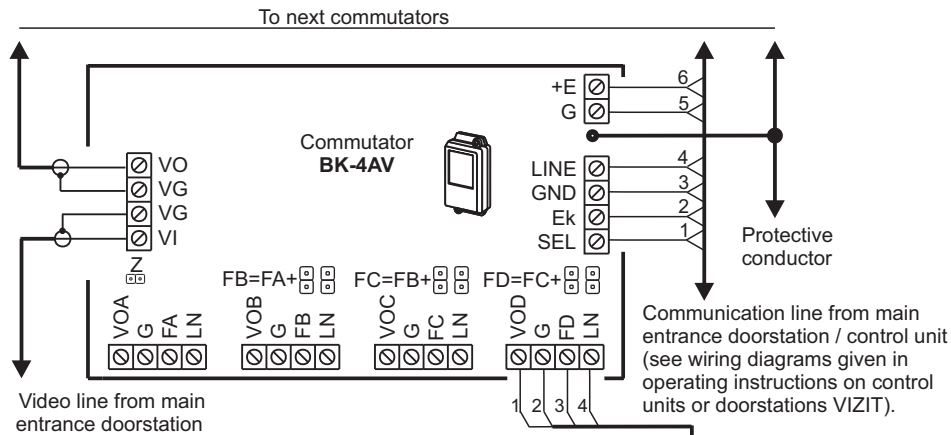 To next commutators
+E
6
G
5
Commutator
BK-4AV
VO
VG
VG
VI
LINE
4
GND
3
Ek
2
SEL
1
Protective
conductor
Z
FB=FA+
FC=FB+
FD=FC+
VOA
G
FA
LN
VOB
G
FB
LN
VOC
G
FC
LN
VOD
G
FD
LN
1
2
3
4
Video line from main
entrance doorstation
Communication line from main
entrance doorstation / control unit
(see wiring diagrams given in
operating instructions on control
units or doorstations VIZIT).